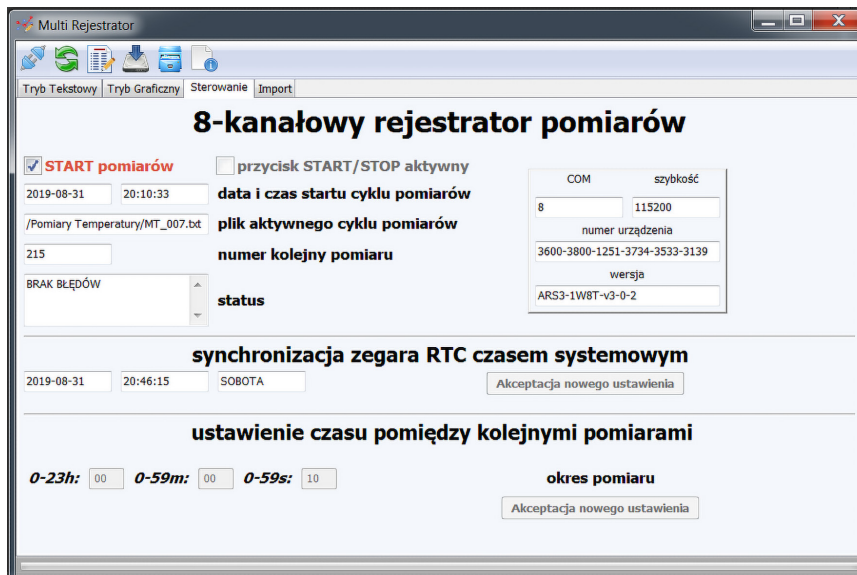 Multi Rejestrator
Tryb Tekstowy Tryb Graficzny Sterowanie Import
8-kanałowy rejestrator pomiarów
START pomiarów przycisk START/STOP aktywny
2019-08-31 20:10:33 data i czas startu cyklu pomiarów
/Pomiary Temperatury/MT_007.txt plik aktywnego cyklu pomiarów
215 numer kolejny pomiaru
BRAK BŁĘDÓW
status
COM szybkość
8 115200
numer urządzenia
3600-3800-1251-3734-3533-3139
wersja
ARS3-1W8T-v3-0-2
synchronizacja zegara RTC czasem systemowym
2019-08-31 20:46:15 SOBOTA Akceptacja nowego ustawienia
ustawienie czasu pomiędzy kolejnymi pomiarami
0-23h: 00 0-59m: 00 0-59s: 10 okres pomiaru
Akceptacja nowego ustawienia